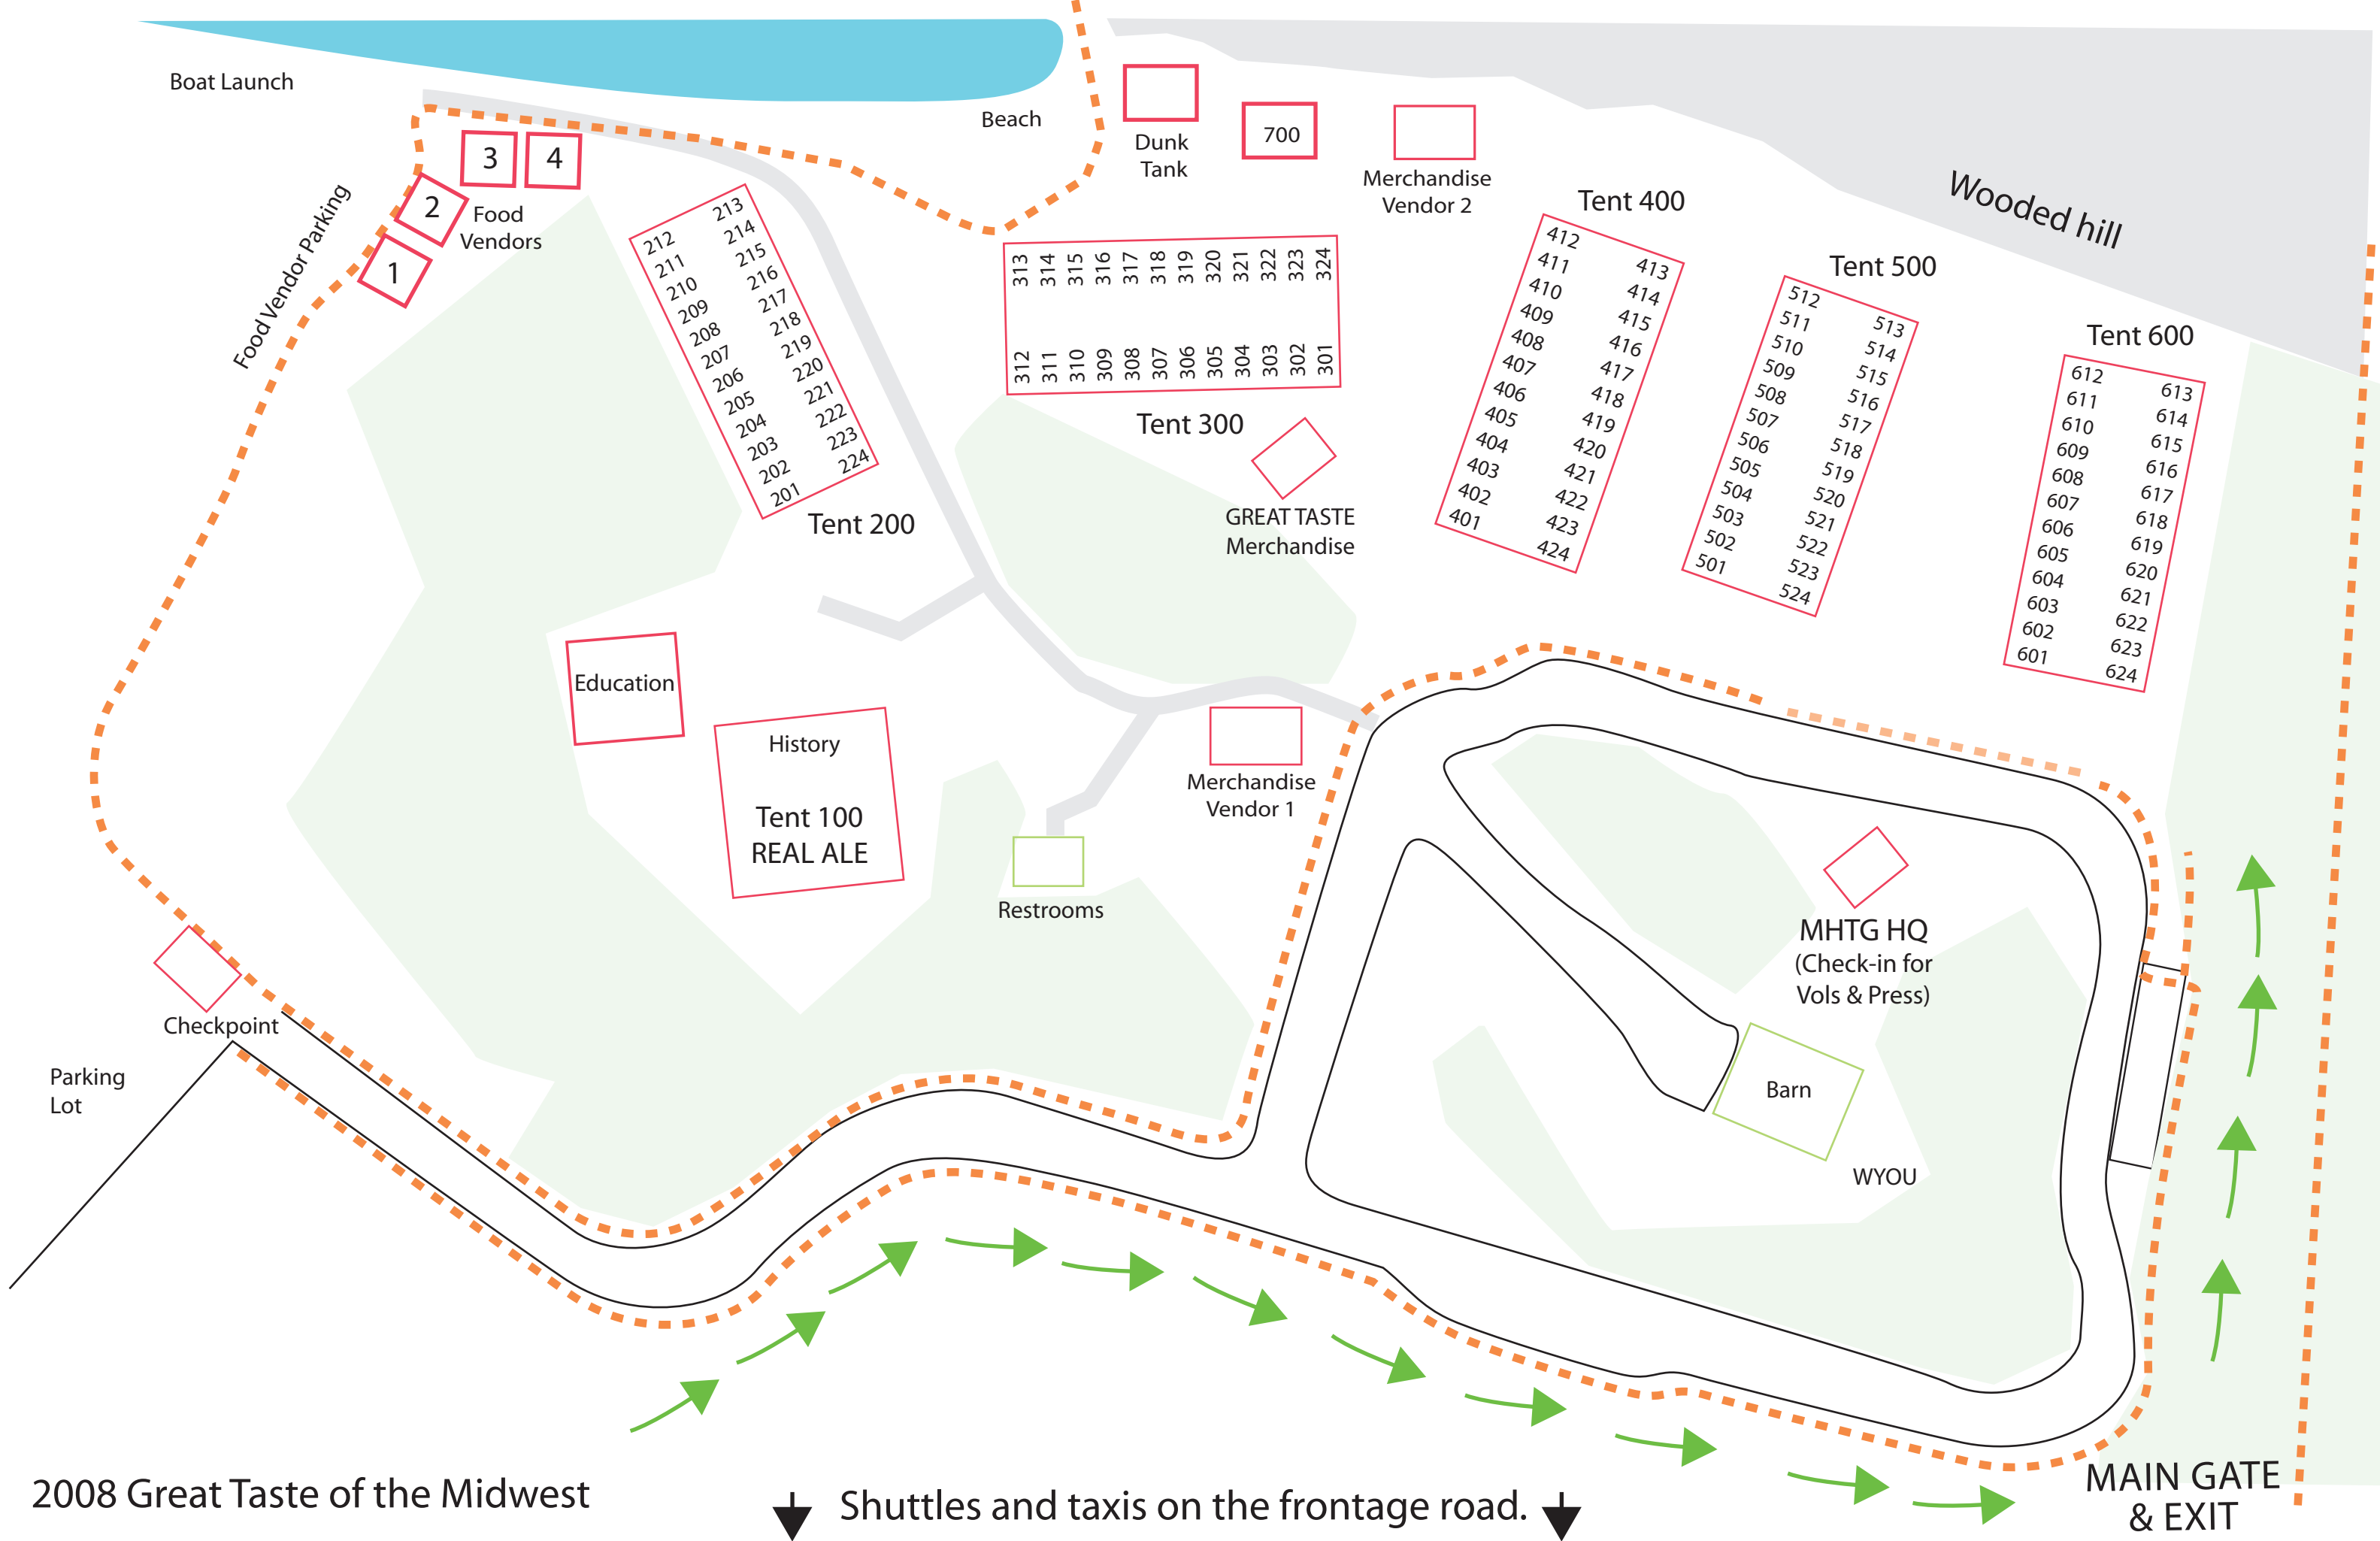 Boat Launch
Beach
Dunk
Tank
700
Merchandise
Vendor 2
Wooded hill
3
4
2
1
Food
Vendors
Food Vendor Parking
212 213
211 214
210 215
209 216
208 217
207 218
206 219
205 220
204 221
203 222
202 223
201 224
Tent 200
313 314 315 316 317 318 319 320 321 322 323 324
312 311 310 309 308 307 306 305 304 303 302 301
Tent 300
GREAT TASTE
Merchandise
Tent 400
412 413
411 414
410 415
409 416
408 417
407 418
406 419
405 420
404 421
403 422
402 423
401 424
Tent 500
512 513
511 514
510 515
509 516
508 517
507 518
506 519
505 520
504 521
503 522
502 523
501 524
Tent 600
612 613
611 614
610 615
609 616
608 617
607 618
606 619
605 620
604 621
603 622
602 623
601 624
Education
History
Tent 100
REAL ALE
Merchandise
Vendor 1
Restrooms
MHTG HQ
(Check-in for
Vols & Press)
Barn
WYOU
Checkpoint
Parking
Lot
2008 Great Taste of the Midwest
Shuttles and taxis on the frontage road.
MAIN GATE
& EXIT